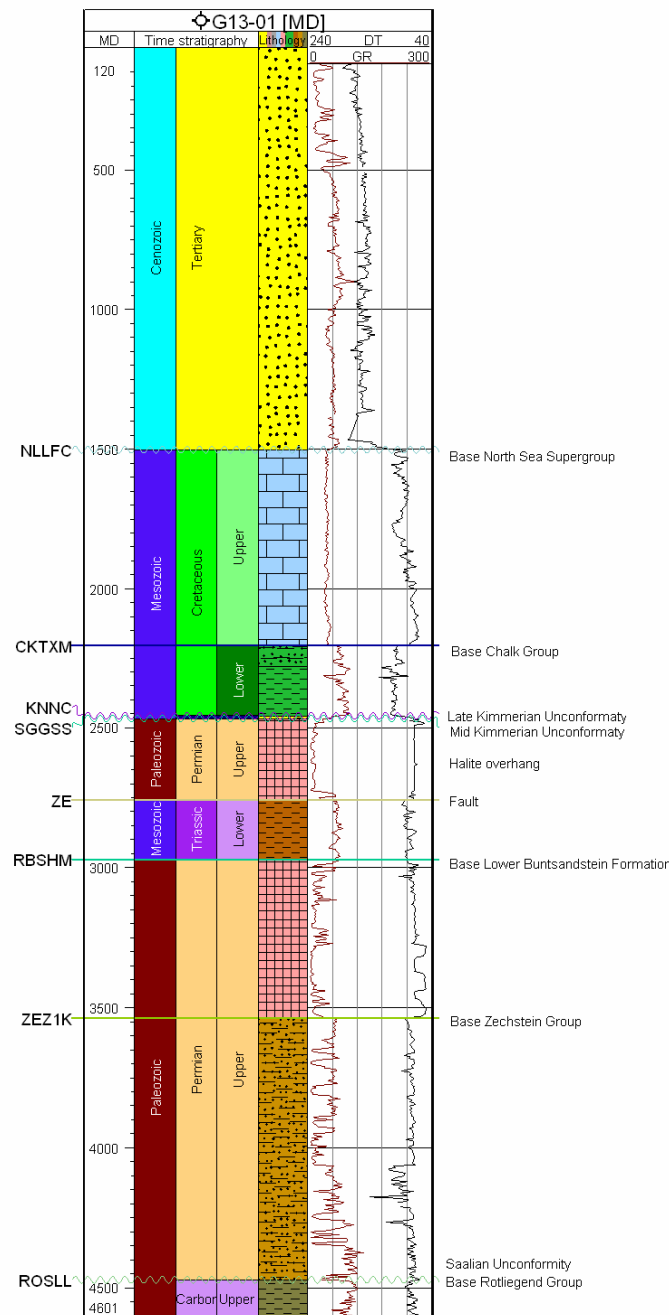 G13-01 [MD]
MD Time stratigraphy Lithology 240 DT 40
0 GR 300
120
500
Cenozoic Tertiary
1000
NLLFC 1500 Base North Sea Supergroup
Mesozoic Cretaceous Upper
2000
CKTXM Base Chalk Group
Lower
KNNC Late Kimmerian Unconformaty
SGGSS Mid Kimmerian Unconformaty
2500
Paleozoic Permian Upper Halite overhang
ZE Fault
Mesozoic Triassic Lower
RBSHM Base Lower Buntsandstein Formation
3000
3500
ZEZ1K Base Zechstein Group
Paleozoic Permian Upper
4000
Saalian Unconformity
ROSLL Base Rotliegend Group
4500 Carbon Upper
4601